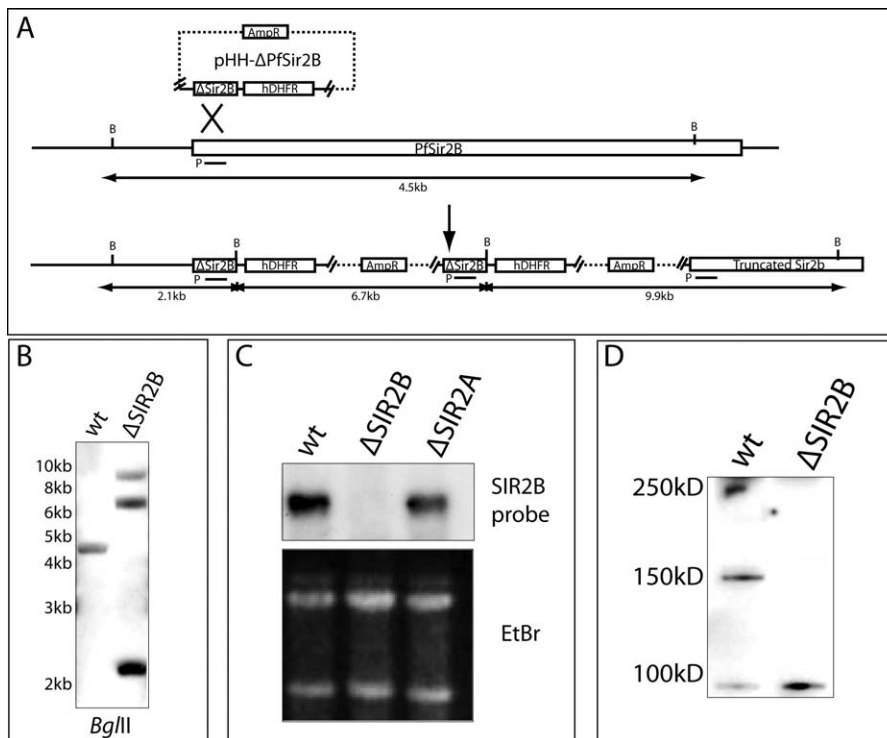 A
AmpR
pHH-ΔPfSir2B
ΔSir2B hDHFR
B B
PfSir2B
P
4.5kb
B B B B
ΔSir2B hDHFR AmpR ΔSir2B hDHFR AmpR Truncated Sir2b
P P P
2.1kb 6.7kb 9.9kb
B
wt ΔSIR2B
10kb
8kb
6kb
5kb
4kb
3kb
2kb
BglII
C
wt ΔSIR2B ΔSIR2A
SIR2B
probe
EtBr
D
wt ΔSIR2B
250kD
150kD
100kD